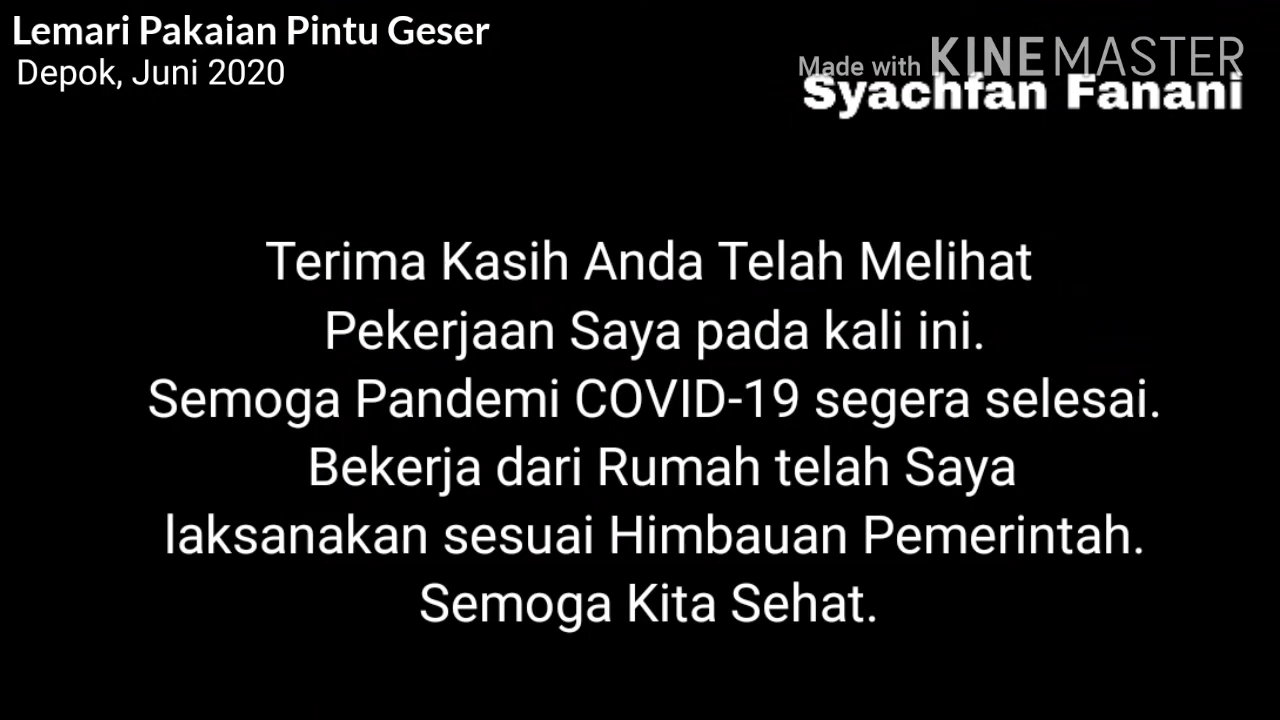 Lemari Pakaian Pintu Geser
Depok, Juni 2020
Made with KINEMASTER
Syachfan Fanani
Terima Kasih Anda Telah Melihat
Pekerjaan Saya pada kali ini.
Semoga Pandemi COVID-19 segera selesai.
Bekerja dari Rumah telah Saya
laksanakan sesuai Himbauan Pemerintah.
Semoga Kita Sehat.